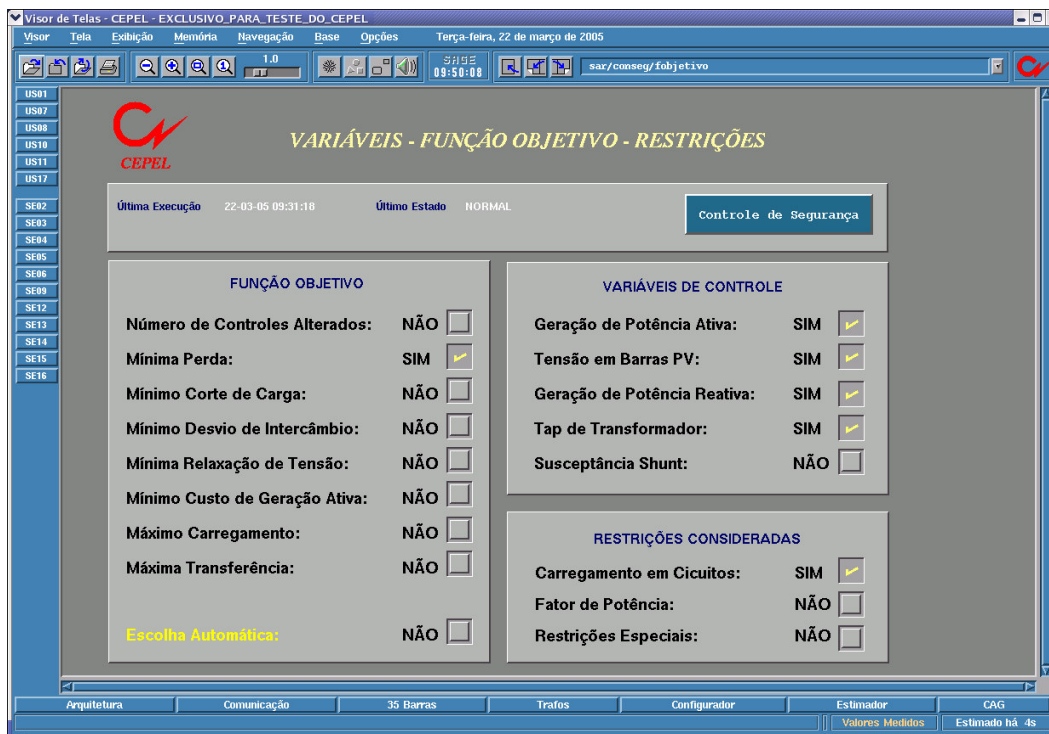 Visor de Telas - CEPEL - EXCLUSIVO_PARA_TESTE_DO_CEPEL
Visor Tela Exibição Memória Navegação Base Opções Terça-feira, 22 de março de 2005
1.0
SAGE
09:50:08
sar/conseg/fobjetivo
US01
US07
US08
US10
US11
US17
SE02
SE03
SE04
SE05
SE06
SE09
SE12
SE13
SE14
SE15
SE16
CEPEL
VARIÁVEIS - FUNÇÃO OBJETIVO - RESTRIÇÕES
Última Execução 22-03-05 09:31:18 Último Estado NORMAL
Controle de Segurança
FUNÇÃO OBJETIVO
Número de Controles Alterados: NÃO
Mínima Perda: SIM
Mínimo Corte de Carga: NÃO
Mínimo Desvio de Intercâmbio: NÃO
Mínima Relaxação de Tensão: NÃO
Mínimo Custo de Geração Ativa: NÃO
Máximo Carregamento: NÃO
Máxima Transferência: NÃO
Escolha Automática: NÃO
VARIÁVEIS DE CONTROLE
Geração de Potência Ativa: SIM
Tensão em Barras PV: SIM
Geração de Potência Reativa: SIM
Tap de Transformador: SIM
Susceptância Shunt: NÃO
RESTRIÇÕES CONSIDERADAS
Carregamento em Cicuitos: SIM
Fator de Potência: NÃO
Restrições Especiais: NÃO
Arquitetura Comunicação 35 Barras Trafos Configurador Estimador CAG
Valores Medidos Estimado há 4s